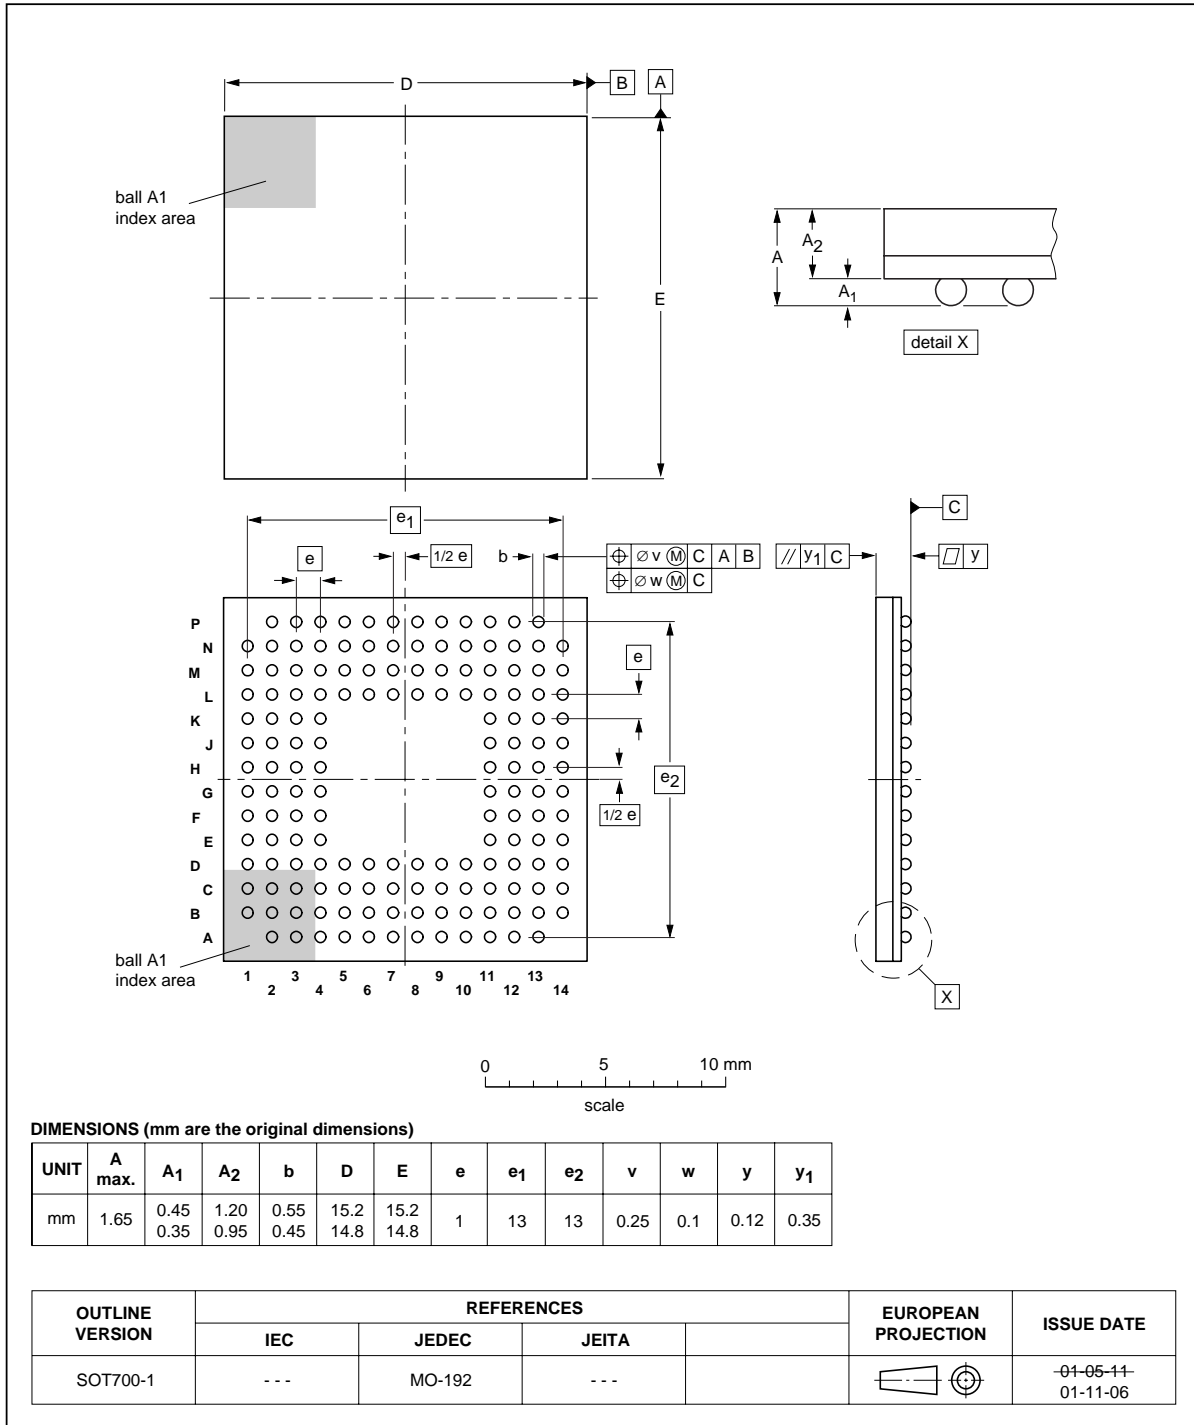 D
B
A
ball A1
index area
E
A
A2
A1
detail X
e1
e
1/2 e
b
⌖ ∅ v Ⓜ C A B
⌖ ∅ w Ⓜ C
// y1 C
▱ y
C
P
N
M
L
K
J
H
G
F
E
D
C
B
A
e
e2
1/2 e
ball A1
index area
1 3 5 7 9 11 13
2 4 6 8 10 12 14
X
0 5 10 mm
scale
DIMENSIONS (mm are the original dimensions)
UNIT A max. A1 A2 b D E e e1 e2 v w y y1
mm 1.65 0.45 0.35 1.20 0.95 0.55 0.45 15.2 14.8 15.2 14.8 1 13 13 0.25 0.1 0.12 0.35
OUTLINE VERSION REFERENCES EUROPEAN PROJECTION ISSUE DATE
IEC JEDEC JEITA
SOT700-1 - - - MO-192 - - - 01-05-11
01-11-06